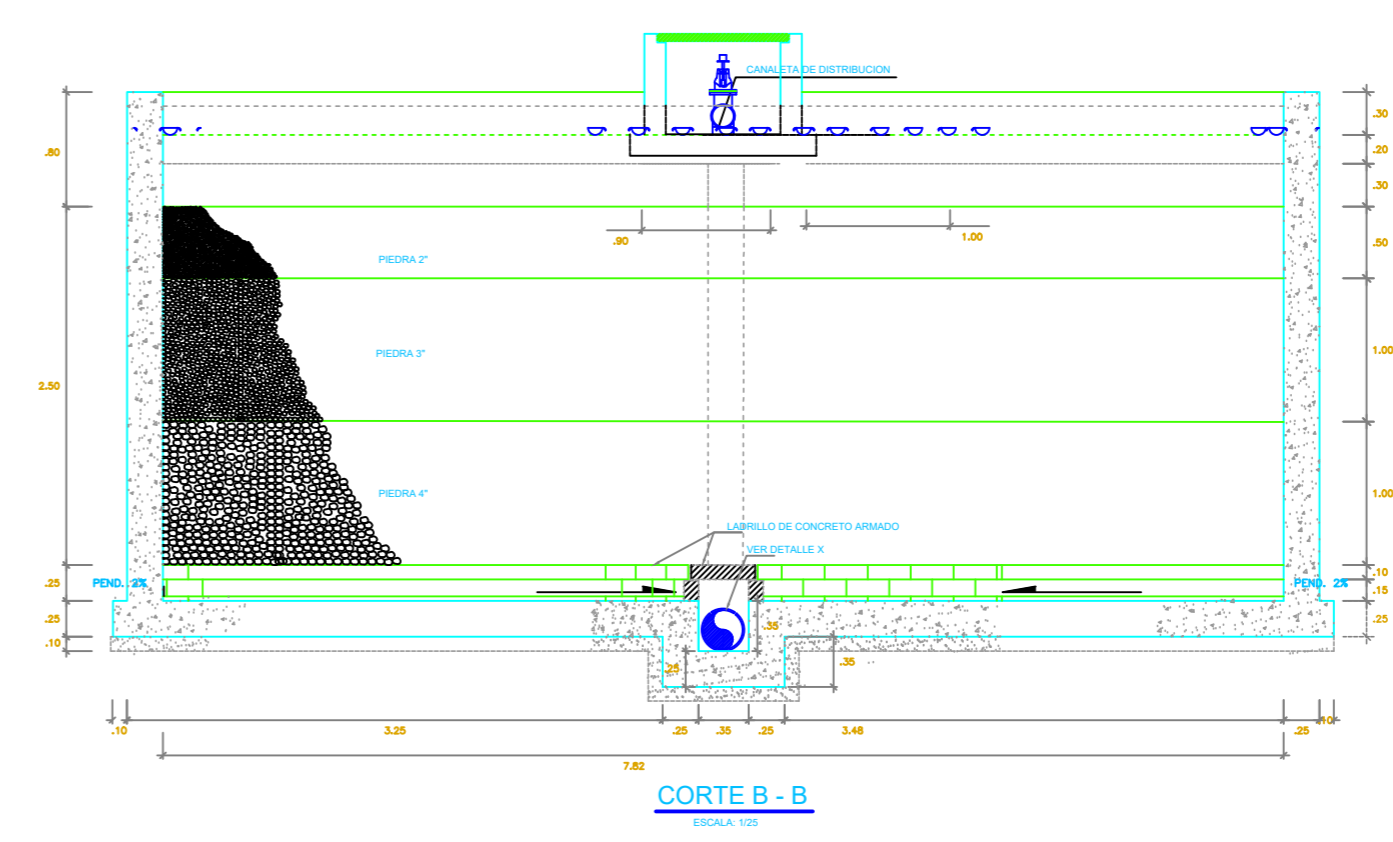 CANALETA DE DISTRIBUCION
.80
.30
.20
.30
.90
1.00
.50
PIEDRA 2"
PIEDRA 3"
1.00
2.50
PIEDRA 4"
1.00
LADRILLO DE CONCRETO ARMADO
VER DETALLE X
.25
PEND. 2%
PEND. 2%
.10
.15
.25
.25
.10
.35
.25
.35
.10
3.25
.25
.35
.25
3.48
.25
.10
7.82
CORTE B - B
ESCALA: 1/25